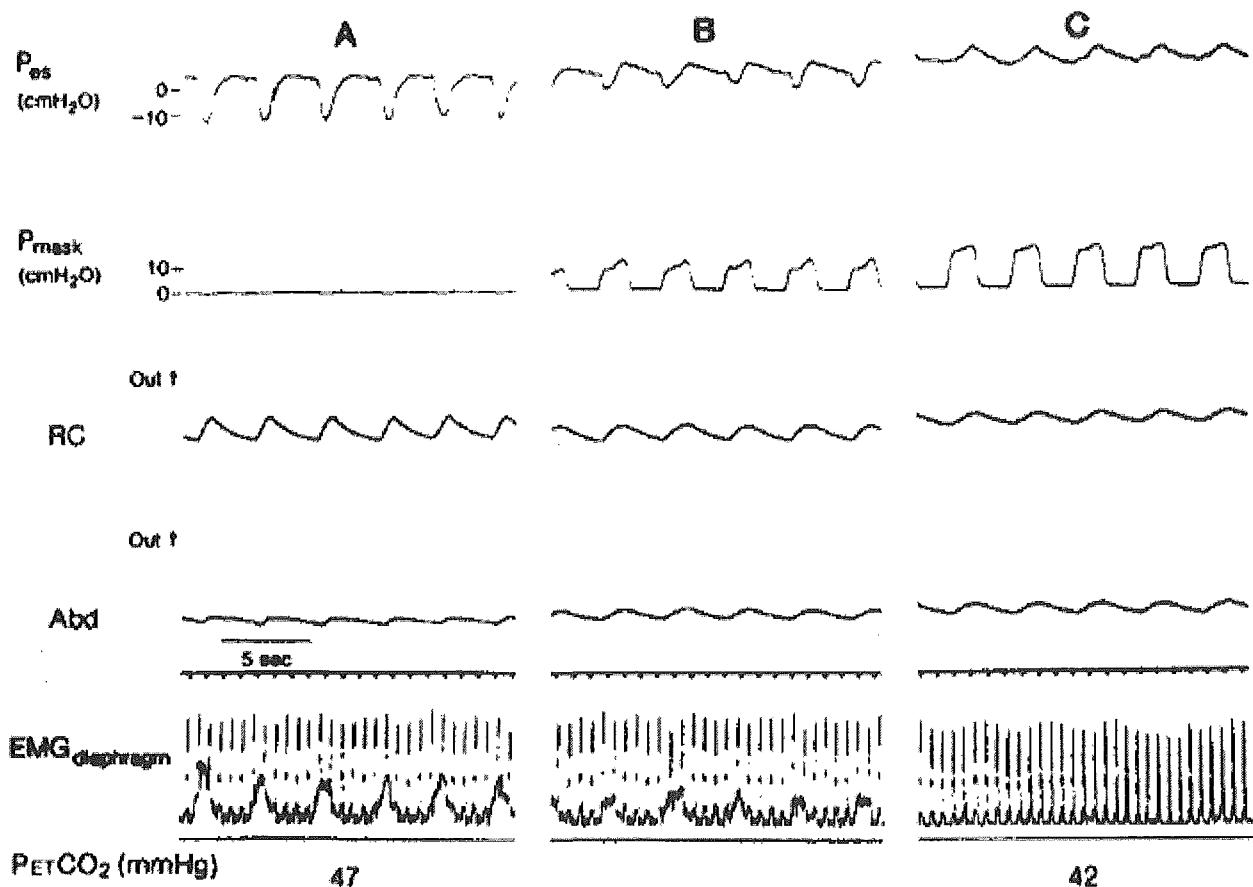 A
B
C
Pes
(cmH2O)
0
-10
Pmask
(cmH2O)
10
0
Out ↑
RC
Out ↑
Abd
5 sec
EMGdiaphragm
PETCO2 (mmHg)
47
42